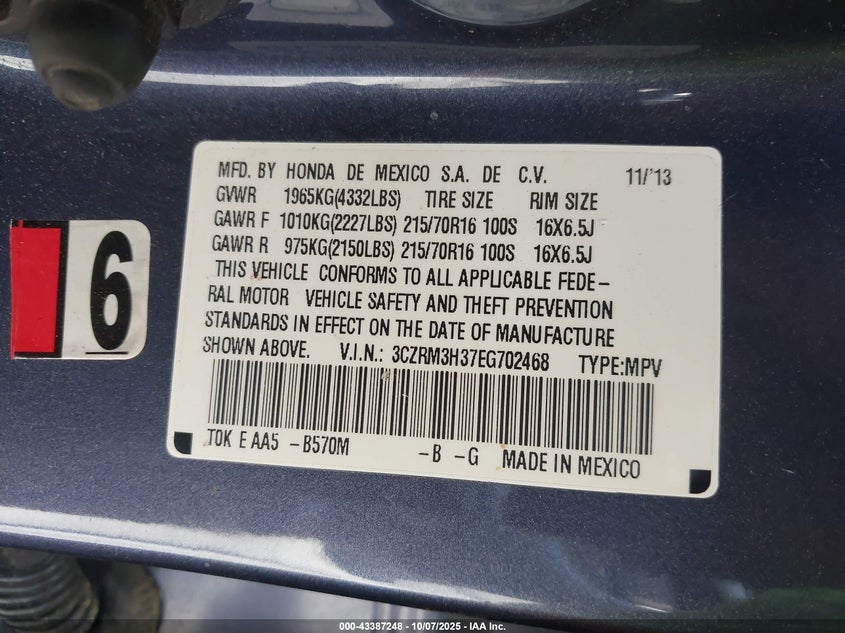 MFD. BY HONDA DE MEXICO S.A. DE C.V. 11/'13
GVWR 1965KG(4332LBS) TIRE SIZE RIM SIZE
GAWR F 1010KG(2227LBS) 215/70R16 100S 16X6.5J
GAWR R 975KG(2150LBS) 215/70R16 100S 16X6.5J
THIS VEHICLE CONFORMS TO ALL APPLICABLE FEDE-
RAL MOTOR VEHICLE SAFETY AND THEFT PREVENTION
STANDARDS IN EFFECT ON THE DATE OF MANUFACTURE
SHOWN ABOVE. V.I.N.: 3CZRM3H37EG702468 TYPE:MPV
T0K E AA5 -B570M -B -G MADE IN MEXICO
6
000-43387248 - 10/07/2025 - IAA Inc.